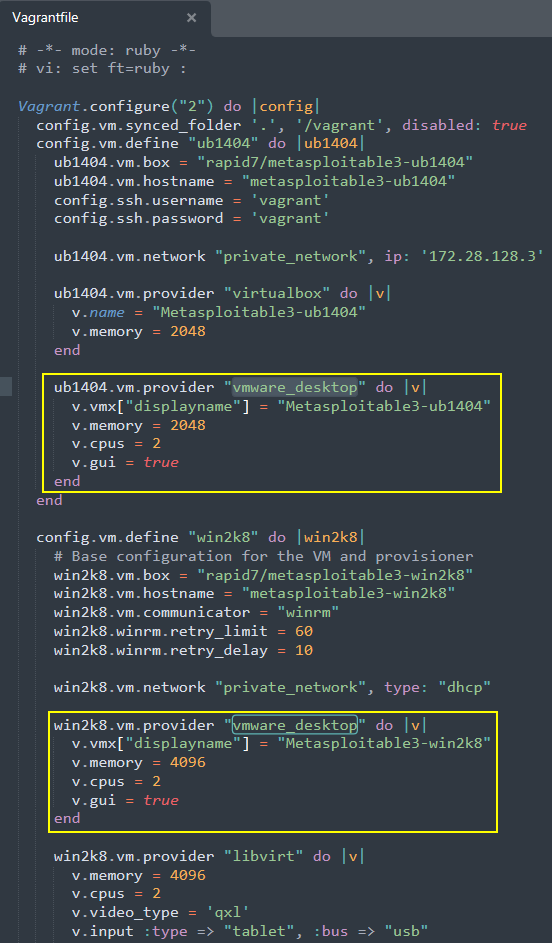 Vagrantfile ×
# -*- mode: ruby -*-
# vi: set ft=ruby :
Vagrant.configure("2") do |config|
config.vm.synced_folder '.', '/vagrant', disabled: true
config.vm.define "ub1404" do |ub1404|
ub1404.vm.box = "rapid7/metasploitable3-ub1404"
ub1404.vm.hostname = "metasploitable3-ub1404"
config.ssh.username = 'vagrant'
config.ssh.password = 'vagrant'
ub1404.vm.network "private_network", ip: '172.28.128.3'
ub1404.vm.provider "virtualbox" do |v|
v.name = "Metasploitable3-ub1404"
v.memory = 2048
end
ub1404.vm.provider "vmware_desktop" do |v|
v.vmx["displayname"] = "Metasploitable3-ub1404"
v.memory = 2048
v.cpus = 2
v.gui = true
end
end
config.vm.define "win2k8" do |win2k8|
# Base configuration for the VM and provisioner
win2k8.vm.box = "rapid7/metasploitable3-win2k8"
win2k8.vm.hostname = "metasploitable3-win2k8"
win2k8.vm.communicator = "winrm"
win2k8.winrm.retry_limit = 60
win2k8.winrm.retry_delay = 10
win2k8.vm.network "private_network", type: "dhcp"
win2k8.vm.provider "vmware_desktop" do |v|
v.vmx["displayname"] = "Metasploitable3-win2k8"
v.memory = 4096
v.cpus = 2
v.gui = true
end
win2k8.vm.provider "libvirt" do |v|
v.memory = 4096
v.cpus = 2
v.video_type = 'qxl'
v.input :type => "tablet", :bus => "usb"